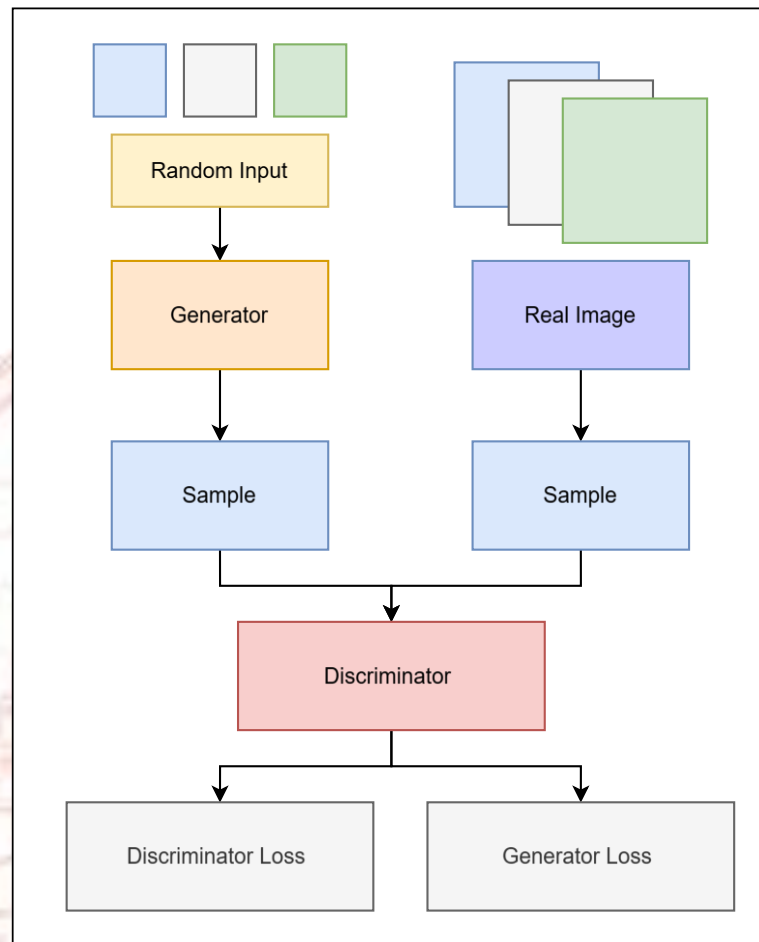 Random Input
Generator
Real Image
Sample
Sample
Discriminator
Discriminator Loss
Generator Loss